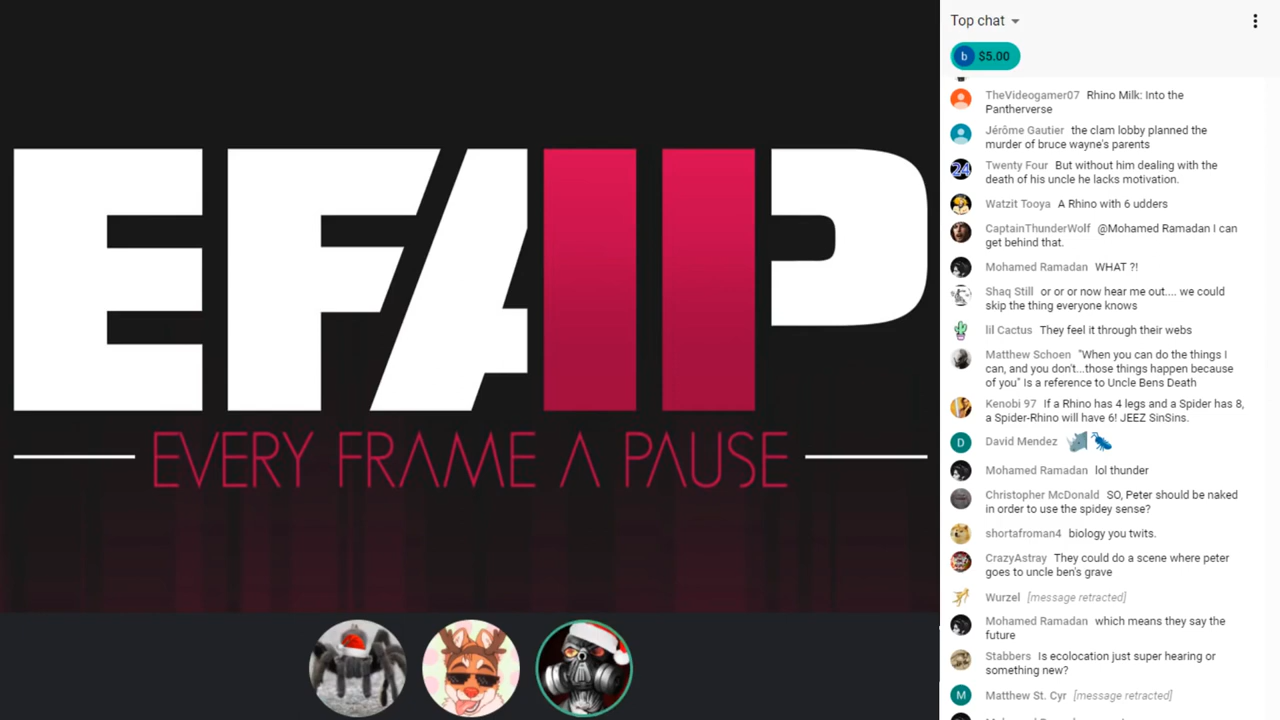 EFAP
EVERY FRAME A PAUSE
Top chat
b $5.00
TheVideogamer07 Rhino Milk: Into the
Pantherverse
Jérôme Gautier the clam lobby planned the
murder of bruce wayne's parents
Twenty Four But without him dealing with the
death of his uncle he lacks motivation.
24
Watzit Tooya A Rhino with 6 udders
CaptainThunderWolf @Mohamed Ramadan I can
get behind that.
Mohamed Ramadan WHAT ?!
Shaq Still or or or now hear me out.... we could
skip the thing everyone knows
lil Cactus They feel it through their webs
Matthew Schoen "When you can do the things I
can, and you don't...those things happen because
of you" Is a reference to Uncle Bens Death
Kenobi 97 If a Rhino has 4 legs and a Spider has 8,
a Spider-Rhino will have 6! JEEZ SinSins.
D David Mendez
Mohamed Ramadan lol thunder
Christopher McDonald SO, Peter should be naked
in order to use the spidey sense?
shortafroman4 biology you twits.
CrazyAstray They could do a scene where peter
goes to uncle ben's grave
Wurzel [message retracted]
Mohamed Ramadan which means they say the
future
Stabbers Is ecolocation just super hearing or
something new?
M Matthew St. Cyr [message retracted]